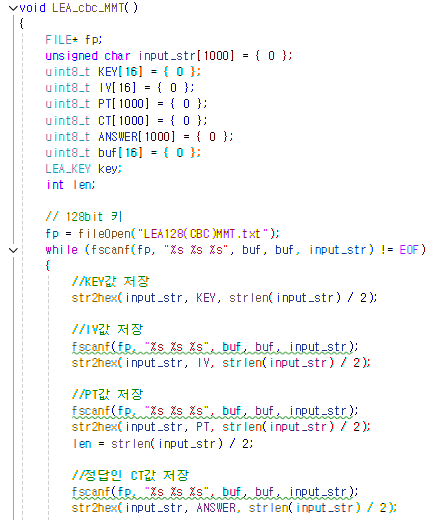 void LEA_cbc_MMT()
{
FILE* fp;
unsigned char input_str[1000] = { 0 };
uint8_t KEY[16] = { 0 };
uint8_t IV[16] = { 0 };
uint8_t PT[1000] = { 0 };
uint8_t CT[1000] = { 0 };
uint8_t ANSWER[1000] = { 0 };
uint8_t buf[16] = { 0 };
LEA_KEY key;
int len;
// 128bit 키
fp = fileOpen("LEA128(CBC)MMT.txt");
while (fscanf(fp, "%s %s %s", buf, buf, input_str) != EOF)
{
//KEY값 저장
str2hex(input_str, KEY, strlen(input_str) / 2);
//IV값 저장
fscanf(fp, "%s %s %s", buf, buf, input_str);
str2hex(input_str, IV, strlen(input_str) / 2);
//PT값 저장
fscanf(fp, "%s %s %s", buf, buf, input_str);
str2hex(input_str, PT, strlen(input_str) / 2);
len = strlen(input_str) / 2;
//정답인 CT값 저장
fscanf(fp, "%s %s %s", buf, buf, input_str);
str2hex(input_str, ANSWER, strlen(input_str) / 2);